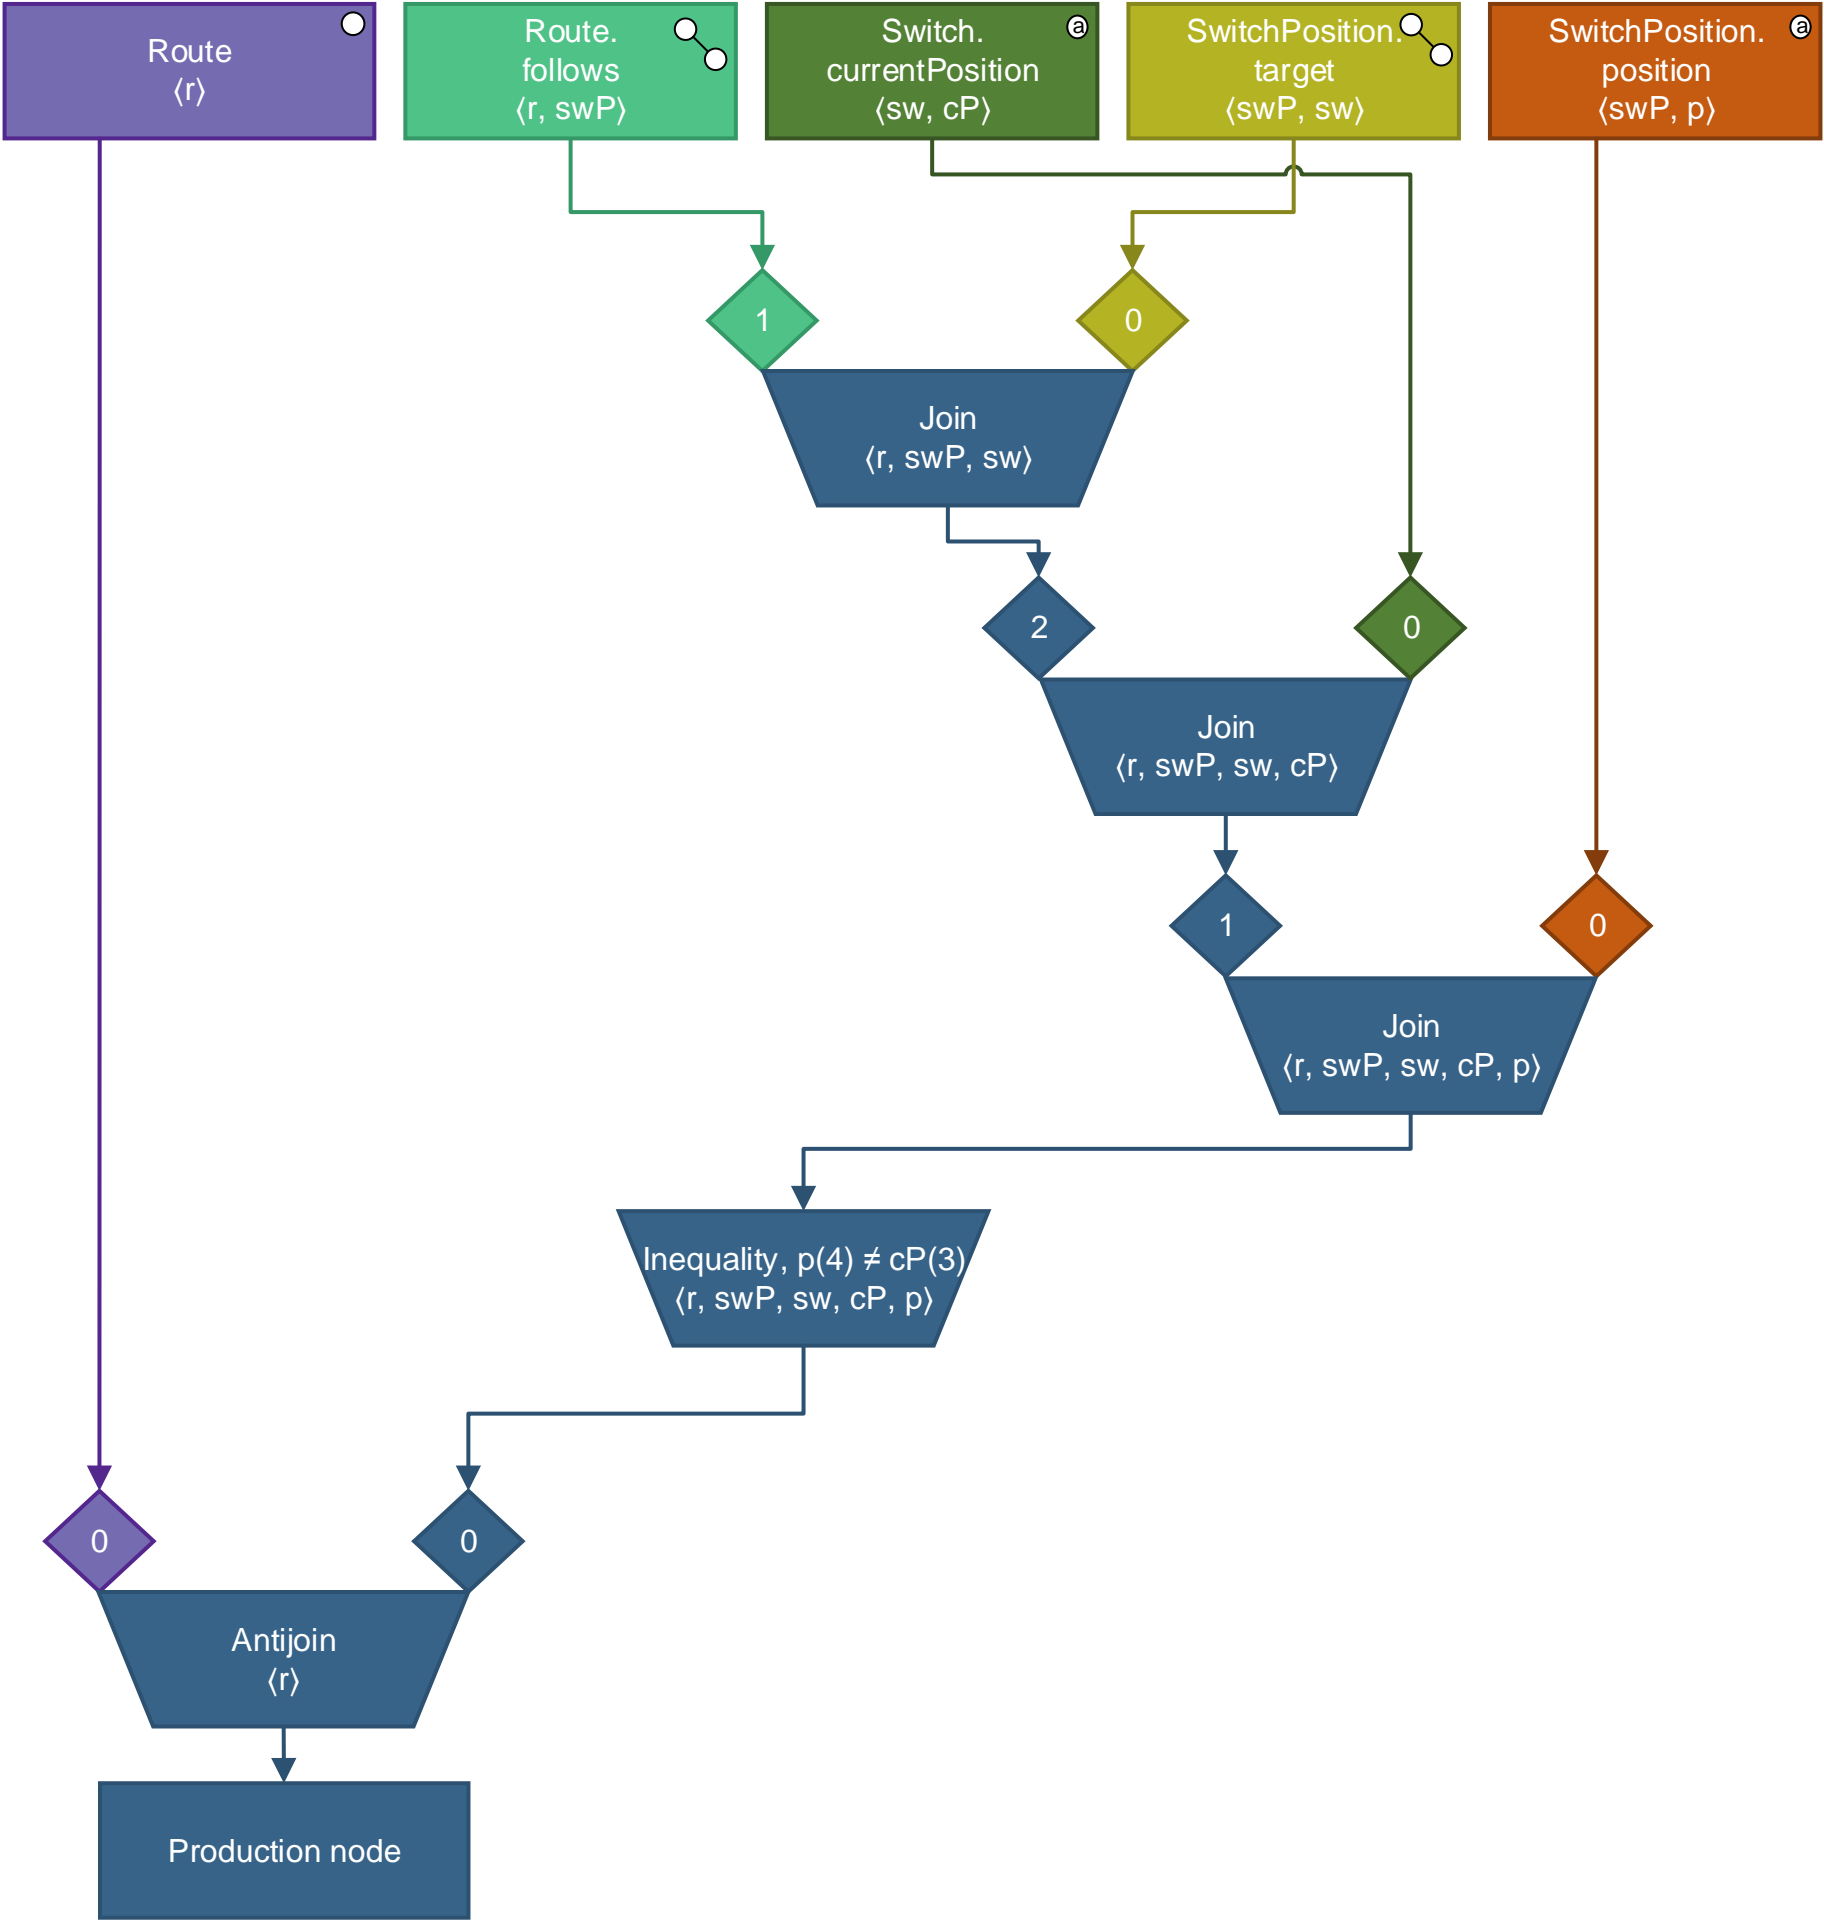 Route
⟨r⟩
Route.
follows
⟨r, swP⟩
Switch.
currentPosition
⟨sw, cP⟩
a
SwitchPosition.
target
⟨swP, sw⟩
SwitchPosition.
position
⟨swP, p⟩
a
1
0
Join
⟨r, swP, sw⟩
2
0
Join
⟨r, swP, sw, cP⟩
1
0
Join
⟨r, swP, sw, cP, p⟩
Inequality, p(4) ≠ cP(3)
⟨r, swP, sw, cP, p⟩
0
0
Antijoin
⟨r⟩
Production node